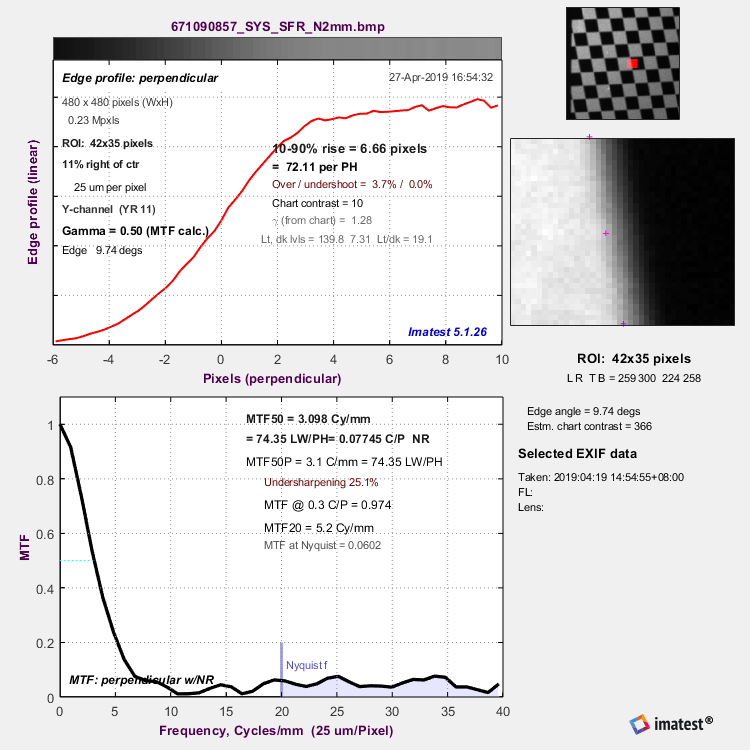 671090857_SYS_SFR_N2mm.bmp
Edge profile: perpendicular
27-Apr-2019 16:54:32
480 x 480 pixels (WxH)
0.23 Mpxls
ROI: 42x35 pixels
11% right of ctr
25 um per pixel
Y-channel (YR 11)
Gamma = 0.50 (MTF calc.)
Edge 9.74 degs
10-90% rise = 6.66 pixels
= 72.11 per PH
Over / undershoot = 3.7% / 0.0%
Chart contrast = 10
γ (from chart) = 1.28
Lt, dk lvls = 139.8 7.31 Lt/dk = 19.1
Imatest 5.1.26
Edge profile (linear)
-6 -4 -2 0 2 4 6 8 10
Pixels (perpendicular)
ROI: 42x35 pixels
L R T B = 259 300 224 258
Edge angle = 9.74 degs
Estm. chart contrast = 366
Selected EXIF data
Taken: 2019:04:19 14:54:55+08:00
FL:
Lens:
MTF50 = 3.098 Cy/mm
= 74.35 LW/PH= 0.07745 C/P NR
MTF50P = 3.1 C/mm = 74.35 LW/PH
Undersharpening 25.1%
MTF @ 0.3 C/P = 0.974
MTF20 = 5.2 Cy/mm
MTF at Nyquist = 0.0602
1
0.8
0.6
0.4
0.2
0
MTF
Nyquist f
MTF: perpendicular w/NR
0 5 10 15 20 25 30 35 40
Frequency, Cycles/mm (25 um/Pixel)
imatest®